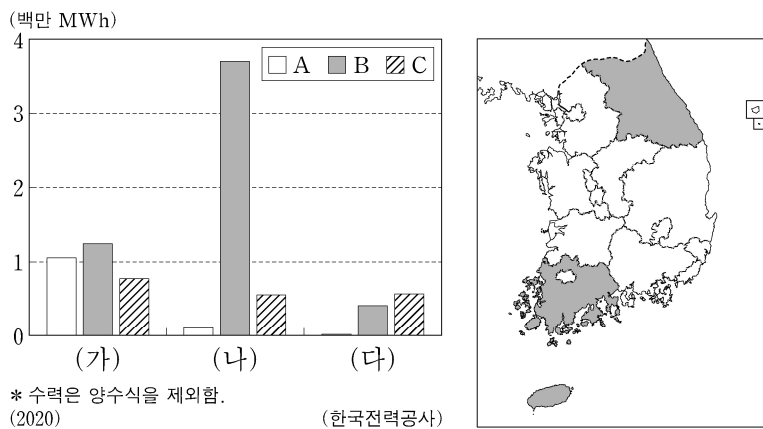 (백만 MWh)
4
A B C
3
2
1
0
(가) (나) (다)
* 수력은 양수식을 제외함.
(2020) (한국전력공사)